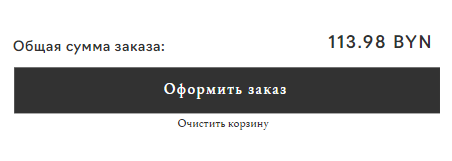 Общая сумма заказа: 113.98 BYN
Оформить заказ
Очистить корзину